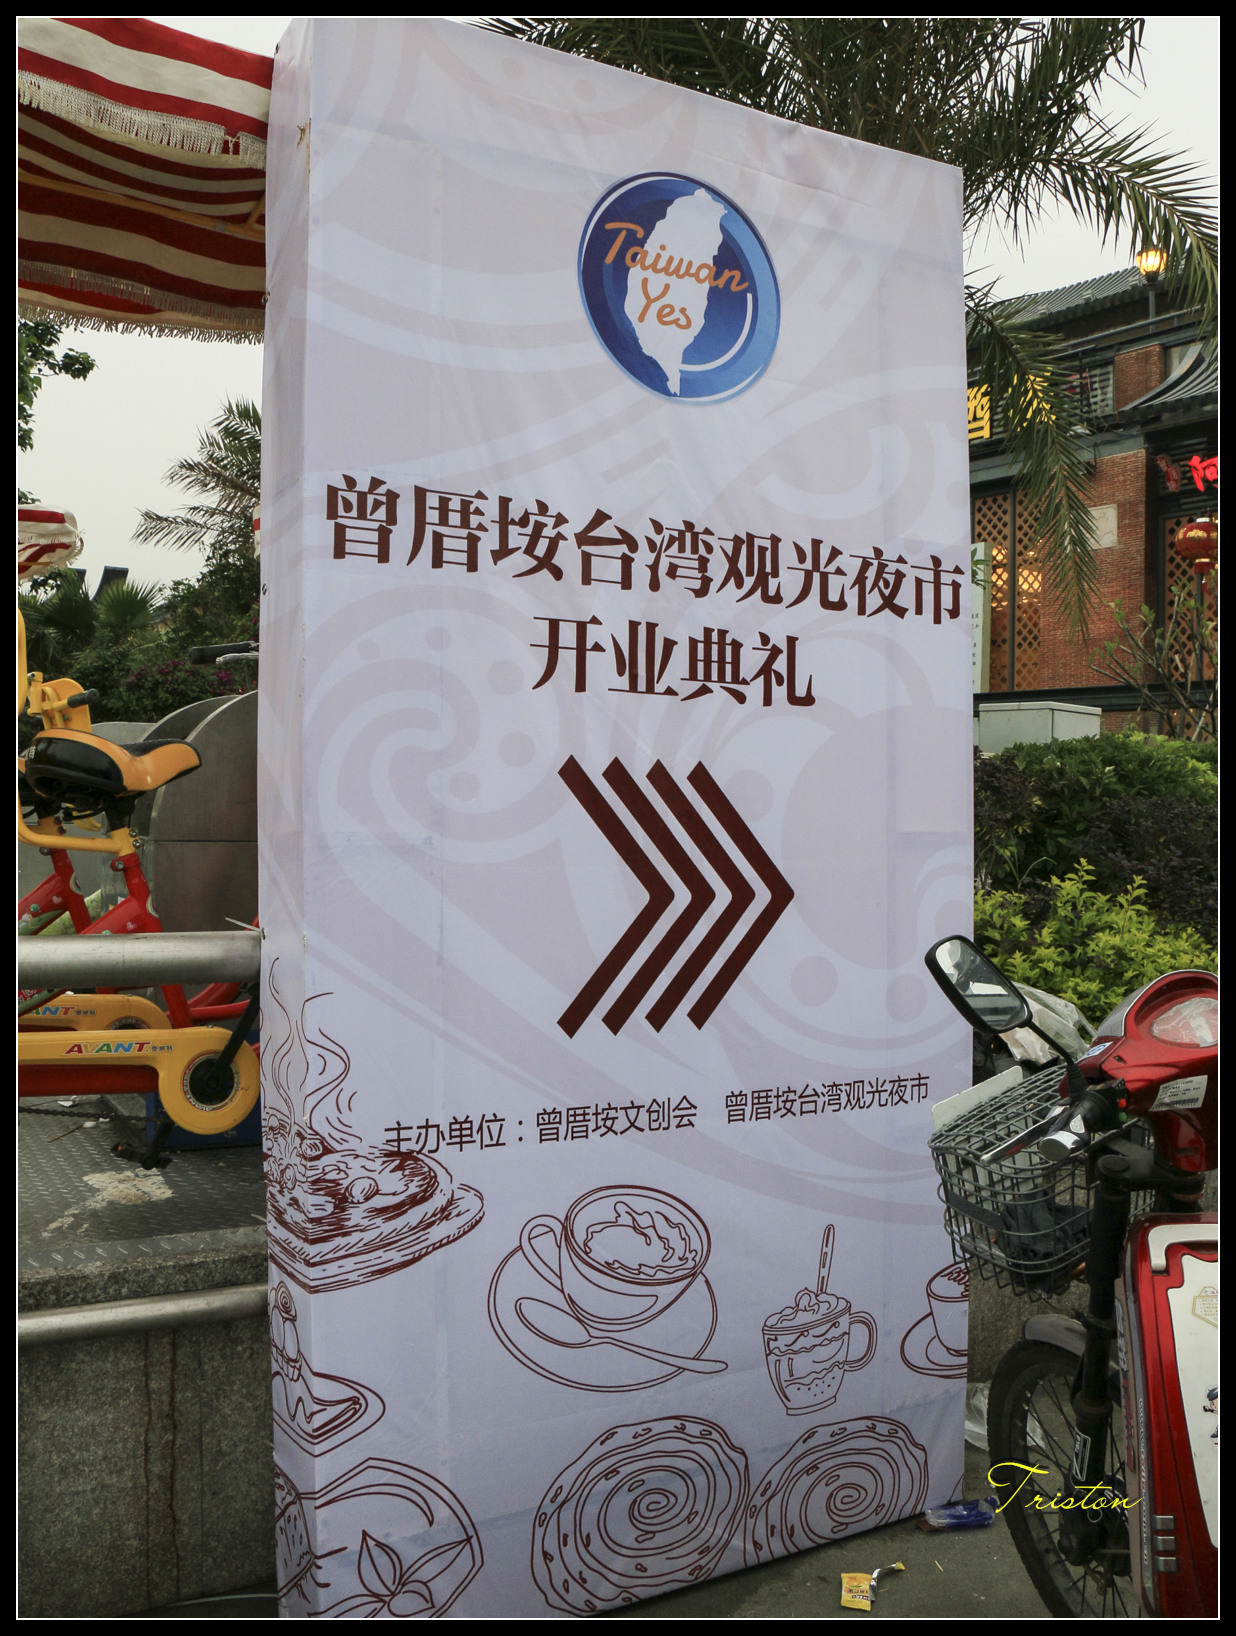 Taiwan
Yes
曾厝垵台湾观光夜市
开业典礼
主办单位：曾厝垵文创会 曾厝垵台湾观光夜市
AVANT
Triston